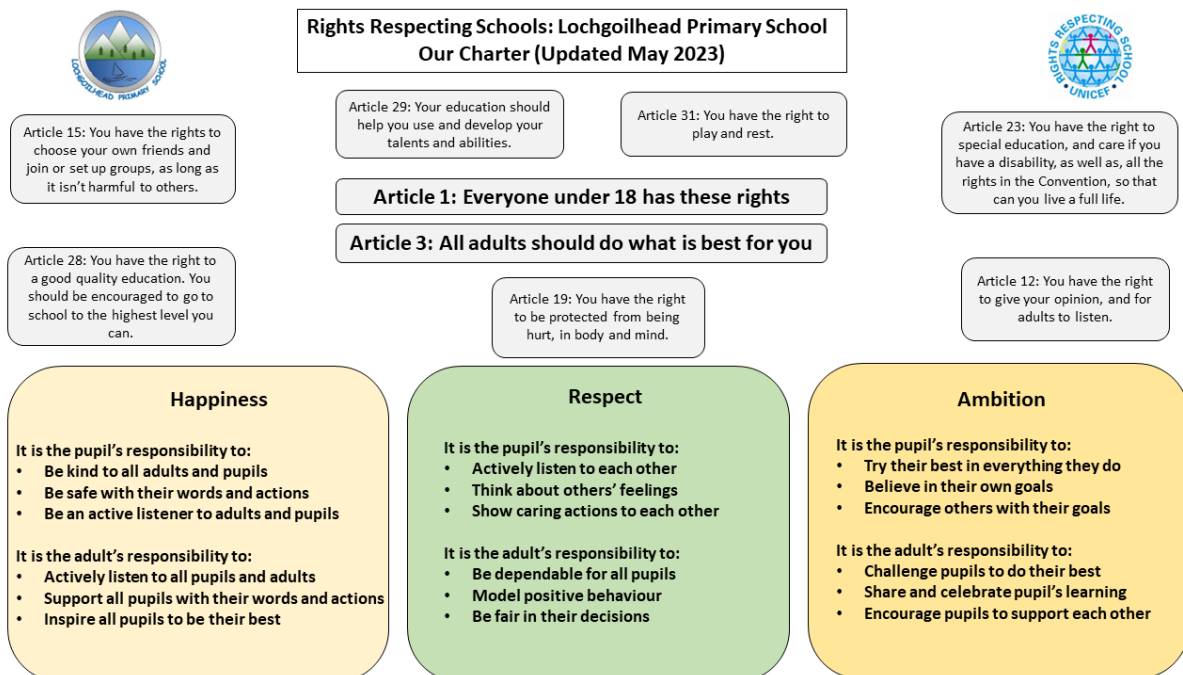 Rights Respecting Schools: Lochgoilhead Primary School
Our Charter (Updated May 2023)
LOCHGOILHEAD PRIMARY SCHOOL
RIGHTS RESPECTING SCHOOLS • UNICEF •
Article 29: Your education should
help you use and develop your
talents and abilities.
Article 31: You have the right to
play and rest.
Article 15: You have the rights to
choose your own friends and
join or set up groups, as long as
it isn't harmful to others.
Article 23: You have the right to
special education, and care if you
have a disability, as well as, all the
rights in the Convention, so that
can you live a full life.
Article 1: Everyone under 18 has these rights
Article 3: All adults should do what is best for you
Article 28: You have the right to
a good quality education. You
should be encouraged to go to
school to the highest level you
can.
Article 19: You have the right
to be protected from being
hurt, in body and mind.
Article 12: You have the right
to give your opinion, and for
adults to listen.
Happiness
It is the pupil's responsibility to:
• Be kind to all adults and pupils
• Be safe with their words and actions
• Be an active listener to adults and pupils
It is the adult's responsibility to:
• Actively listen to all pupils and adults
• Support all pupils with their words and actions
• Inspire all pupils to be their best
Respect
It is the pupil's responsibility to:
• Actively listen to each other
• Think about others' feelings
• Show caring actions to each other
It is the adult's responsibility to:
• Be dependable for all pupils
• Model positive behaviour
• Be fair in their decisions
Ambition
It is the pupil's responsibility to:
• Try their best in everything they do
• Believe in their own goals
• Encourage others with their goals
It is the adult's responsibility to:
• Challenge pupils to do their best
• Share and celebrate pupil's learning
• Encourage pupils to support each other